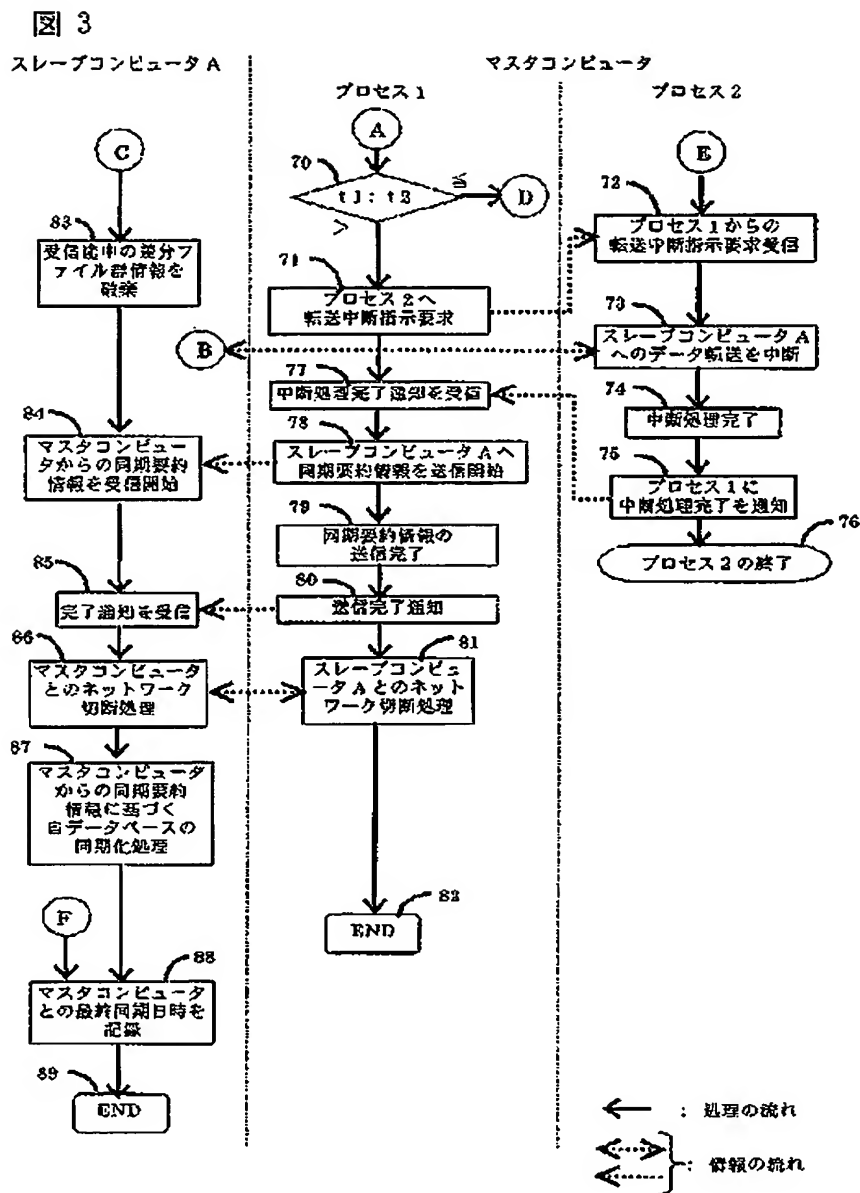 図 3
スレーブコンピュータ A
マスタコンピュータ
プロセス 1
プロセス 2
C
83
受信途中の差分フ
ァイル群情報を
破棄
B
84
マスタコンピュー
タからの同期要約
情報を受信開始
85
完了通知を受信
86
マスタコンピュータ
とのネットワーク
切断処理
87
マスタコンピュータ
からの同期要約
情報に基づく
自データベースの
同期化処理
F
88
マスタコンピュータ
との最終同期日時を
記録
89
END
A
70
t1 : t2
≦
D
>
71
プロセス 2 へ
転送中断指示要求
77
中断処理完了通知を受信
78
スレーブコンピュータ A へ
同期要約情報を送信開始
79
同期要約情報の
送信完了
80
送信完了通知
81
スレーブコンピュ
ータ A とのネット
ワーク切断処理
82
END
E
72
プロセス 1 からの
転送中断指示要求受信
73
スレーブコンピュータ A
へのデータ転送を中断
74
中断処理完了
75
プロセス 1 に
中断処理完了を通知
76
プロセス 2 の終了
: 処理の流れ
: 情報の流れ